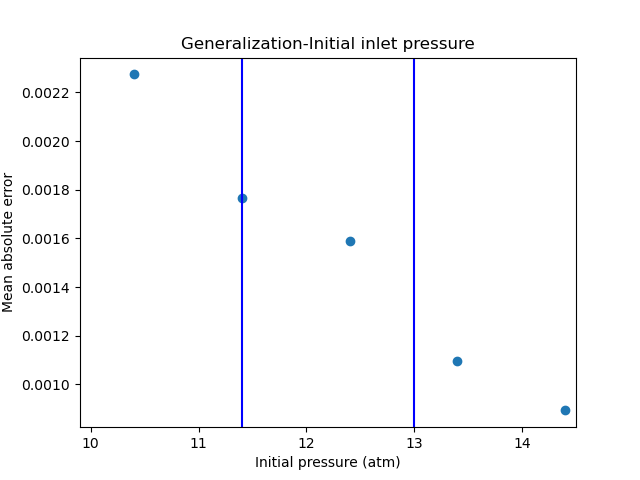 Generalization-Initial inlet pressure
Mean absolute error
0.0022
0.0020
0.0018
0.0016
0.0014
0.0012
0.0010
10 11 12 13 14
Initial pressure (atm)